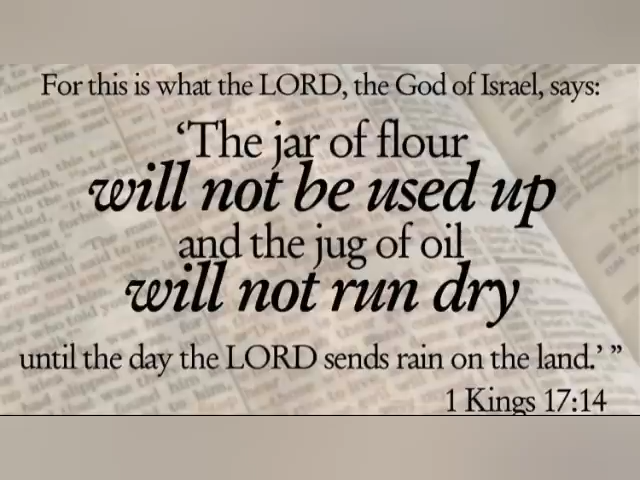 For this is what the LORD, the God of Israel, says:
‘The jar of flour
will not be used up
and the jug of oil
will not run dry
until the day the LORD sends rain on the land.’ ”
1 Kings 17:14